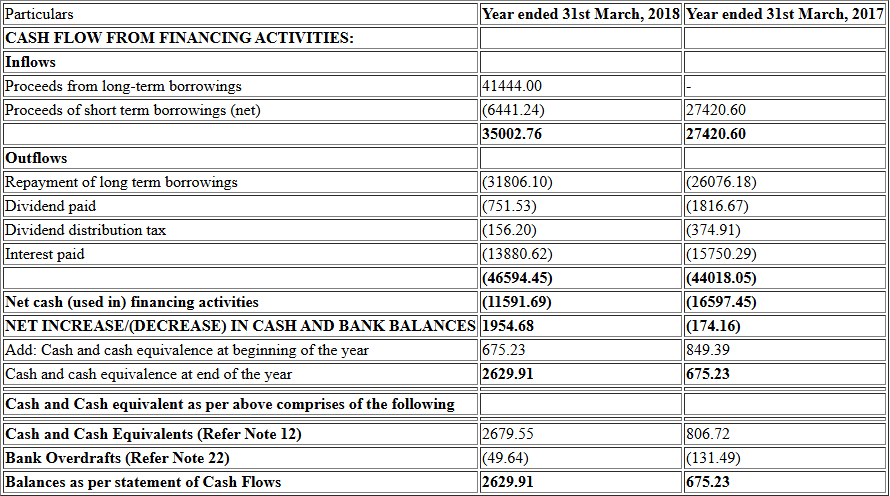 Particulars Year ended 31st March, 2018 Year ended 31st March, 2017
CASH FLOW FROM FINANCING ACTIVITIES:
Inflows
Proceeds from long-term borrowings 41444.00 -
Proceeds of short term borrowings (net) (6441.24) 27420.60
35002.76 27420.60
Outflows
Repayment of long term borrowings (31806.10) (26076.18)
Dividend paid (751.53) (1816.67)
Dividend distribution tax (156.20) (374.91)
Interest paid (13880.62) (15750.29)
(46594.45) (44018.05)
Net cash (used in) financing activities (11591.69) (16597.45)
NET INCREASE/(DECREASE) IN CASH AND BANK BALANCES 1954.68 (174.16)
Add: Cash and cash equivalence at beginning of the year 675.23 849.39
Cash and cash equivalence at end of the year 2629.91 675.23
Cash and Cash equivalent as per above comprises of the following
Cash and Cash Equivalents (Refer Note 12) 2679.55 806.72
Bank Overdrafts (Refer Note 22) (49.64) (131.49)
Balances as per statement of Cash Flows 2629.91 675.23